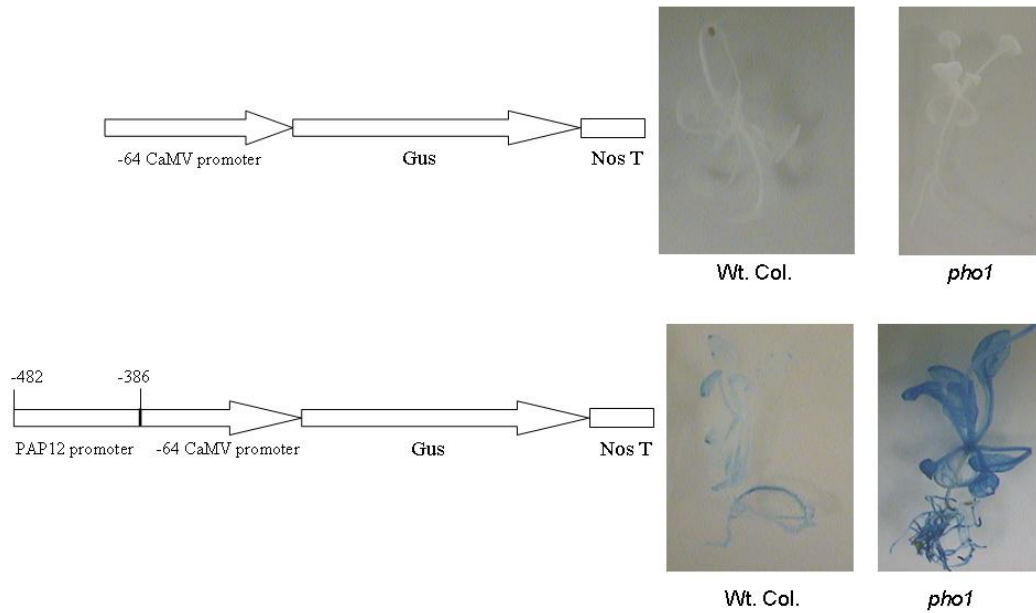 -64 CaMV promoter
Gus
Nos T
Wt. Col.
pho1
-482
-386
PAP12 promoter
-64 CaMV promoter
Gus
Nos T
Wt. Col.
pho1